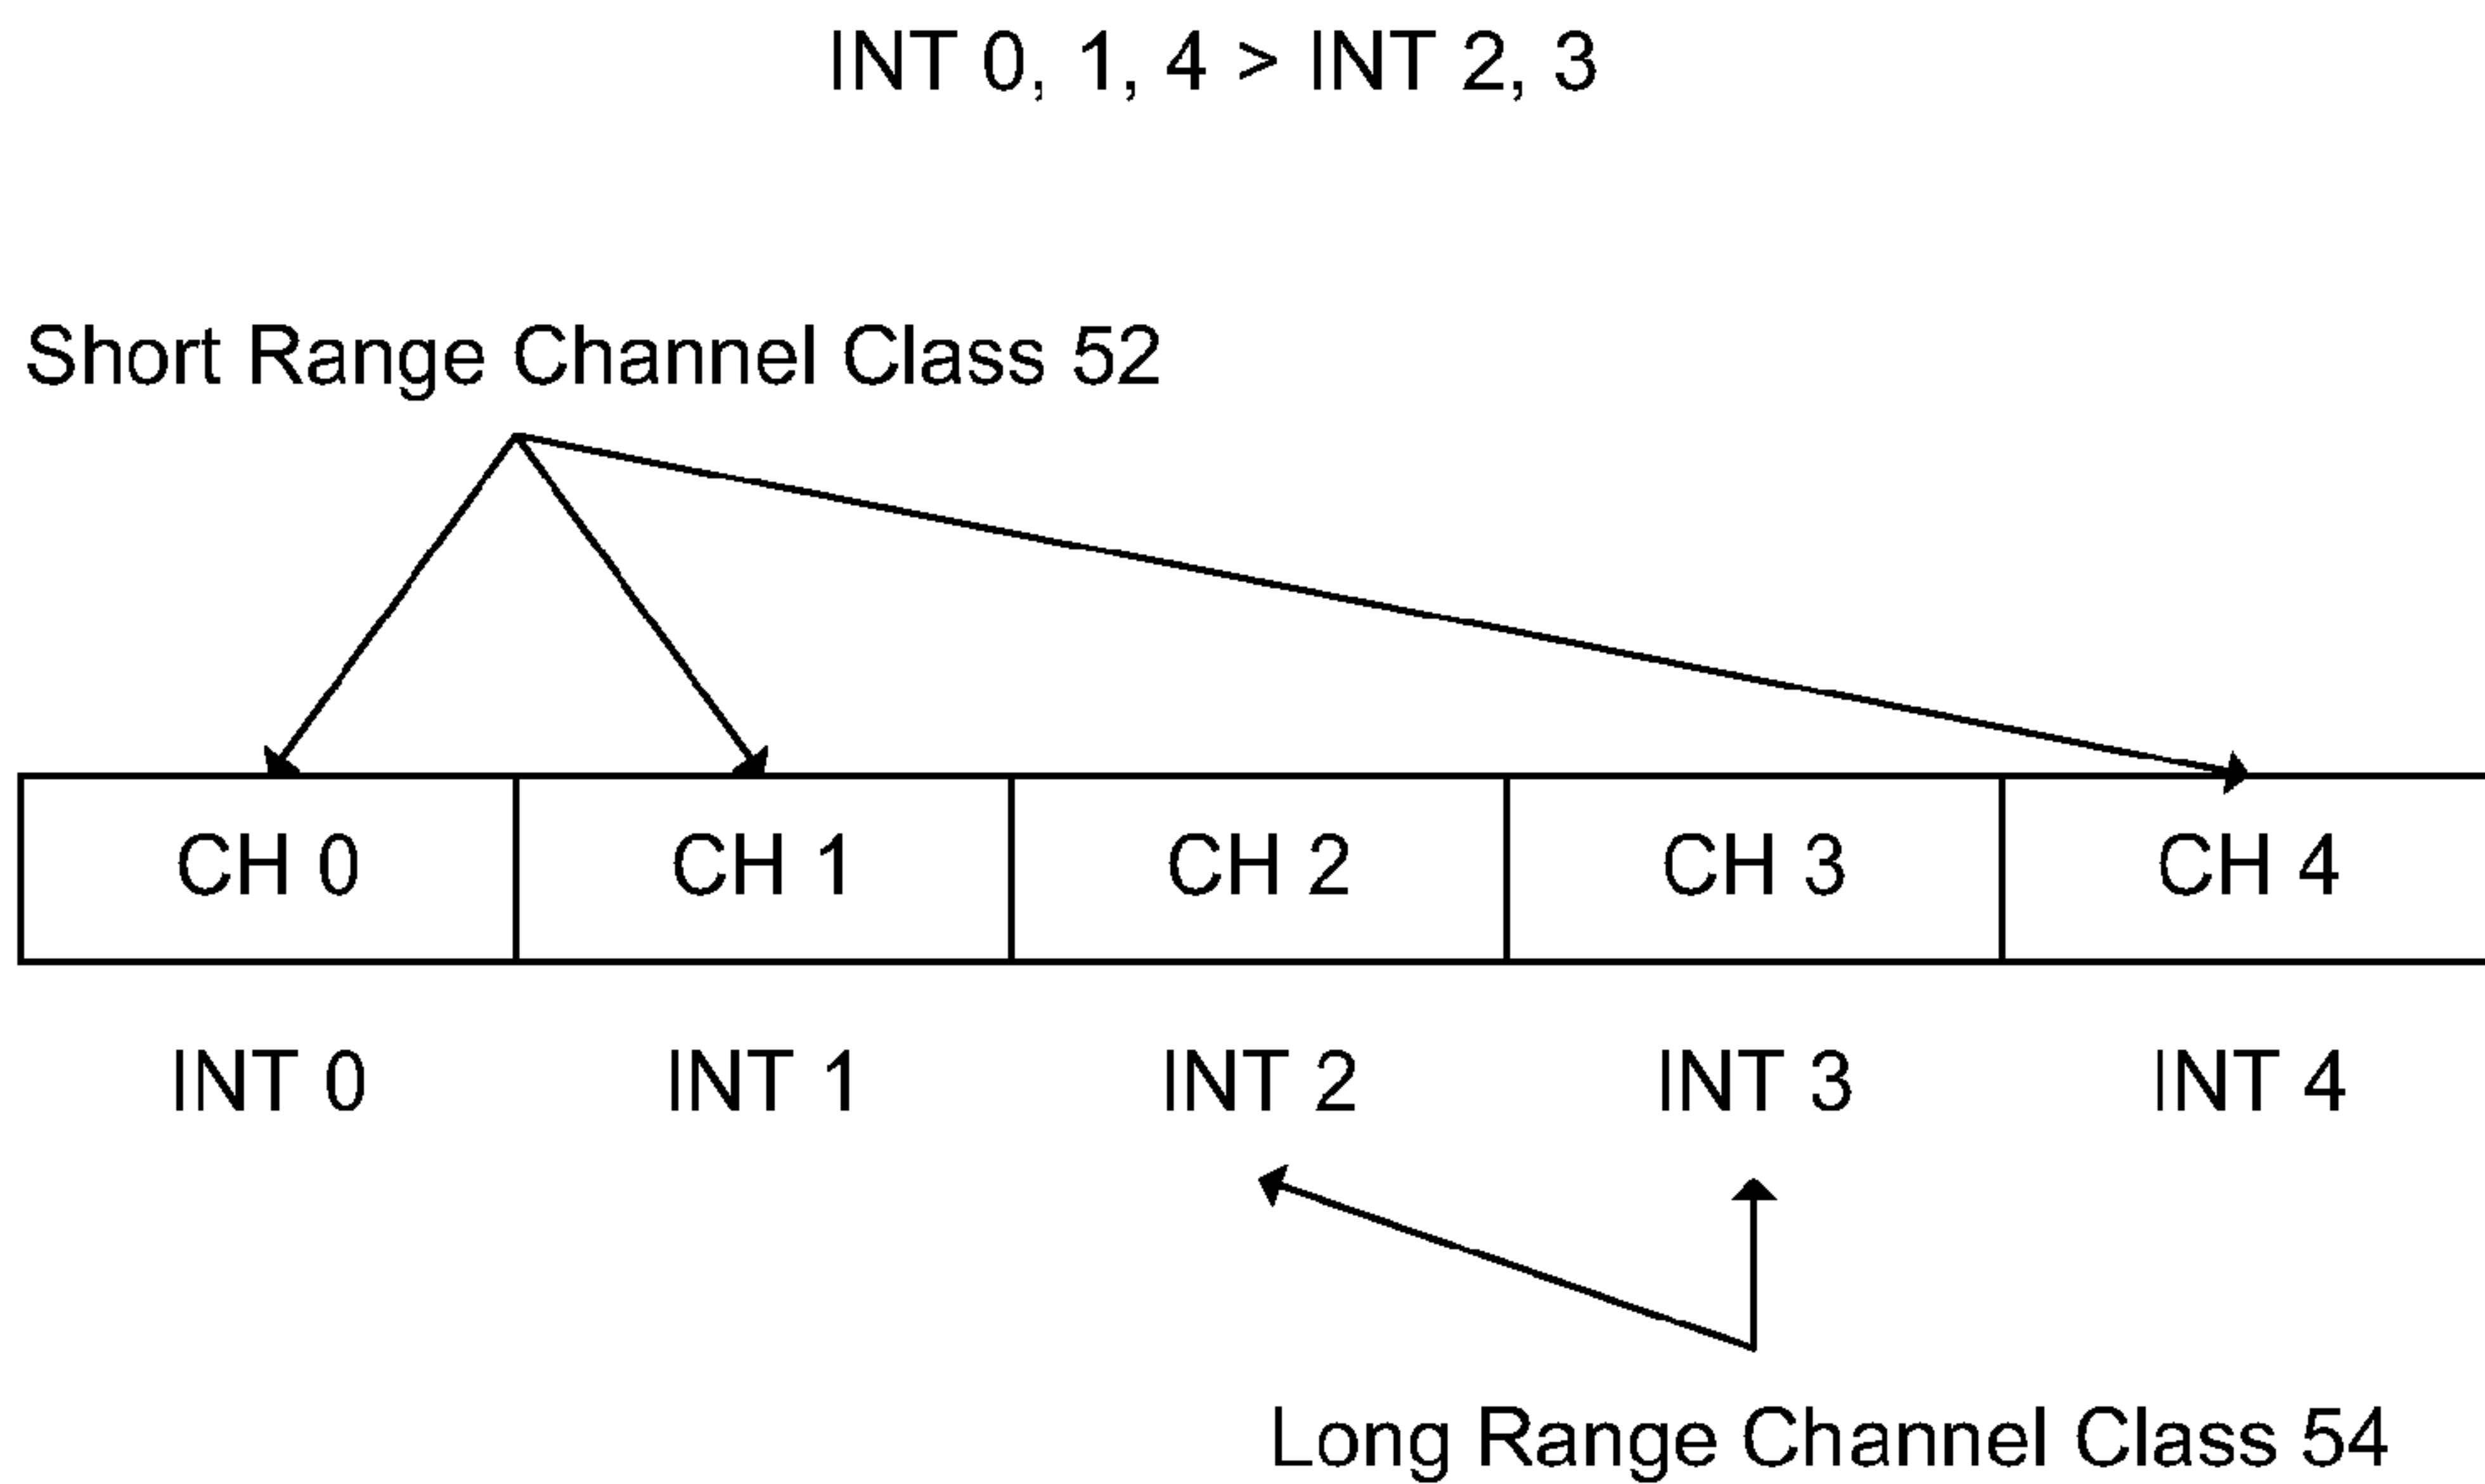 INT 0, 1, 4 > INT 2, 3
Short Range Channel Class 52
CH 0 CH 1 CH 2 CH 3 CH 4
INT 0 INT 1 INT 2 INT 3 INT 4
Long Range Channel Class 54